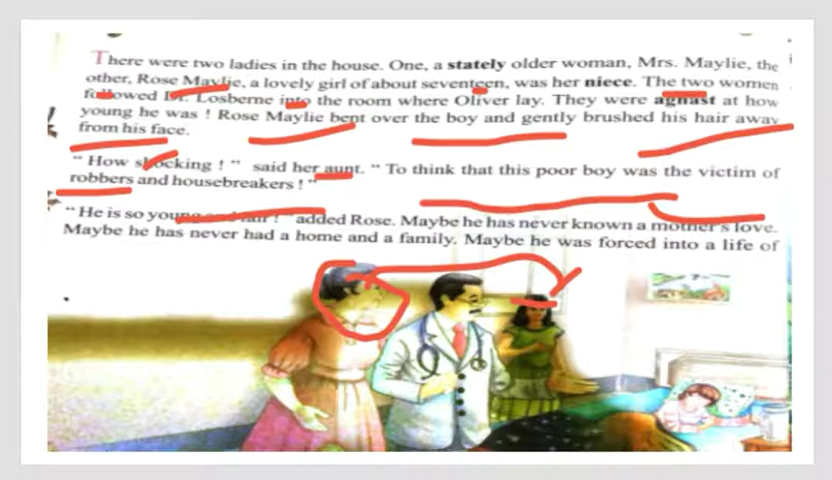 There were two ladies in the house. One, a stately older woman, Mrs. Maylie, the
other, Rose Maylie, a lovely girl of about seventeen, was her niece. The two women
followed Dr. Losberne into the room where Oliver lay. They were aghast at how
young he was ! Rose Maylie bent over the boy and gently brushed his hair away
from his face.
" How shocking ! " said her aunt. " To think that this poor boy was the victim of
robbers and housebreakers ! "
" He is so young and fair ! " added Rose. Maybe he has never known a mother's love.
Maybe he has never had a home and a family. Maybe he was forced into a life of